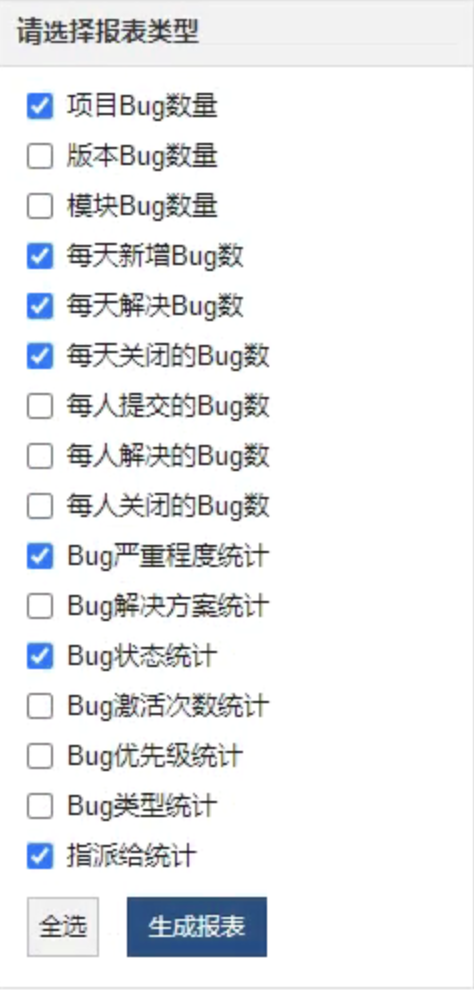 请选择报表类型
项目Bug数量
版本Bug数量
模块Bug数量
每天新增Bug数
每天解决Bug数
每天关闭的Bug数
每人提交的Bug数
每人解决的Bug数
每人关闭的Bug数
Bug严重程度统计
Bug解决方案统计
Bug状态统计
Bug激活次数统计
Bug优先级统计
Bug类型统计
指派给统计
全选 生成报表